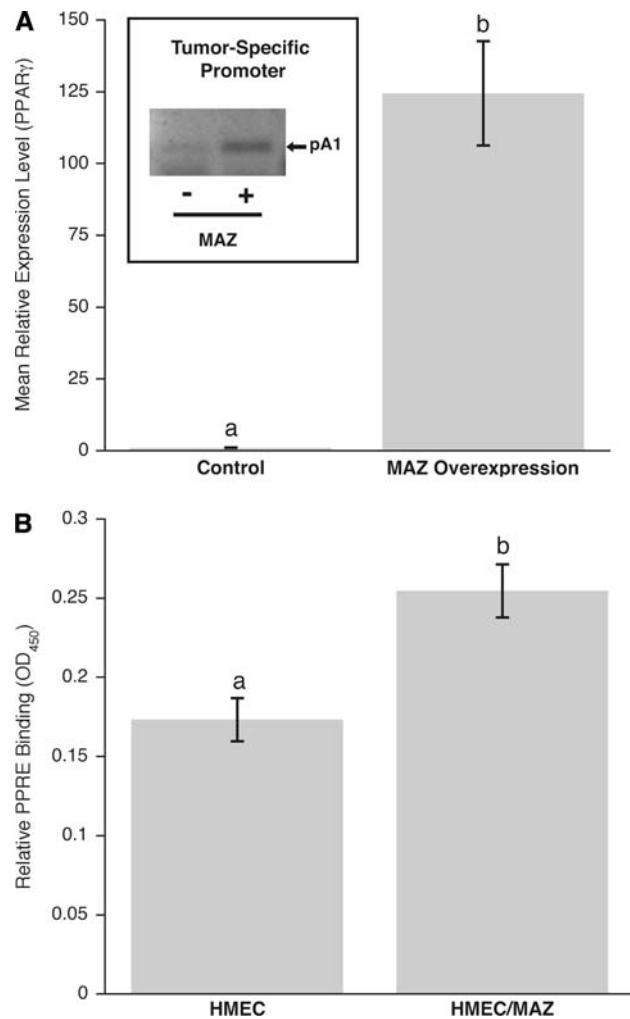 A
Mean Relative Expression Level (PPARγ)
150
125
100
75
50
25
0
Tumor-Specific
Promoter
pA1
- +
MAZ
a
b
Control MAZ Overexpression
B
Relative PPRE Binding (OD450)
0.3
0.25
0.2
0.15
0.1
0.05
0
a
b
HMEC HMEC/MAZ